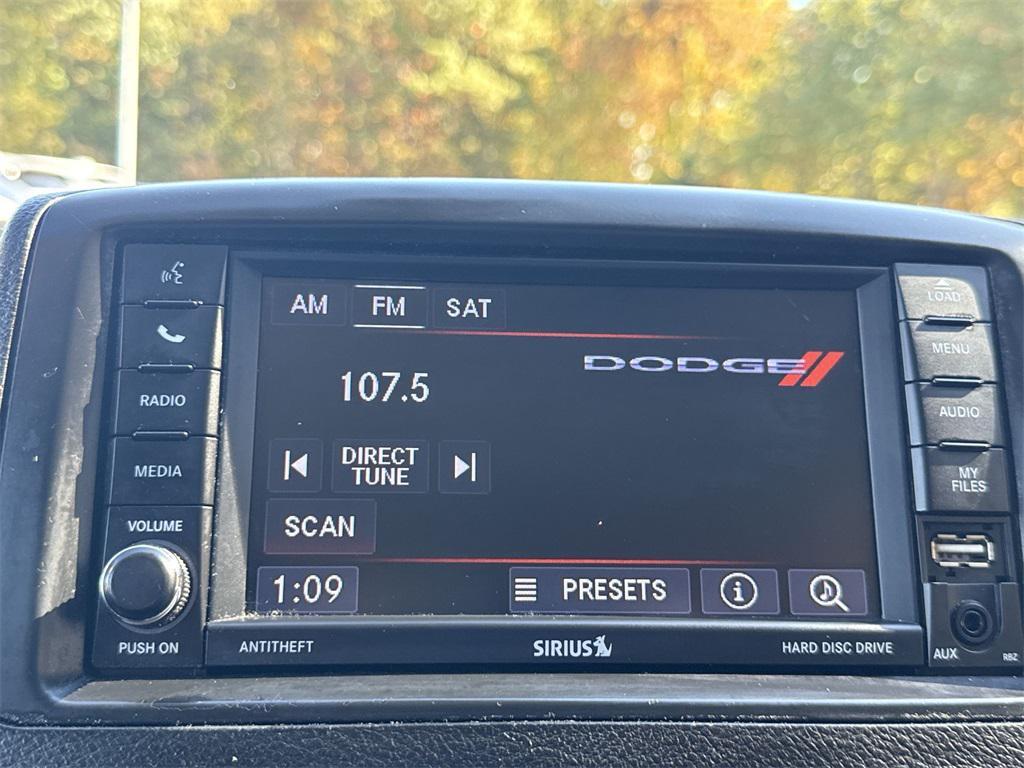 AM FM SAT
DODGE
107.5
DIRECT
TUNE
SCAN
1:09 PRESETS
RADIO
MEDIA
VOLUME
PUSH ON
LOAD
MENU
AUDIO
MY
FILES
AUX RBZ
ANTITHEFT SIRIUS HARD DISC DRIVE